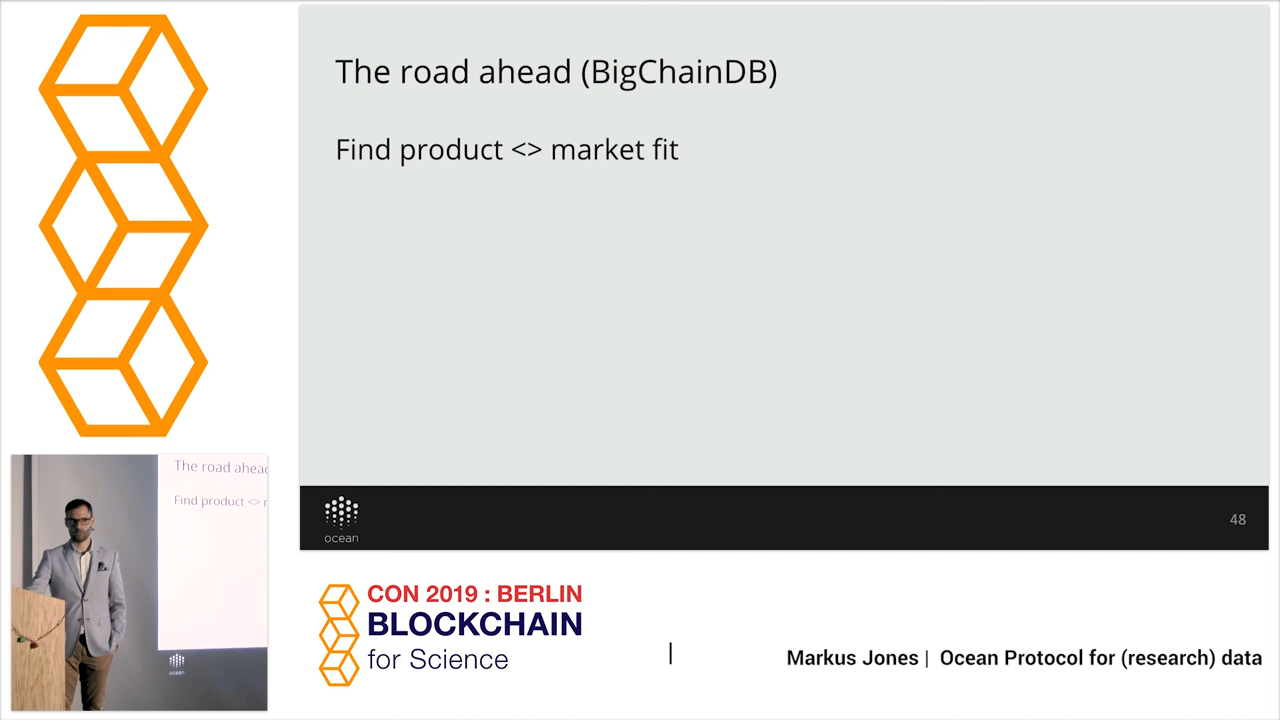 The road ahead (BigChainDB)
Find product <> market fit
ocean
48
The road ahead
Find product <> r
ocean
CON 2019 : BERLIN
BLOCKCHAIN
for Science
| Markus Jones | Ocean Protocol for (research) data